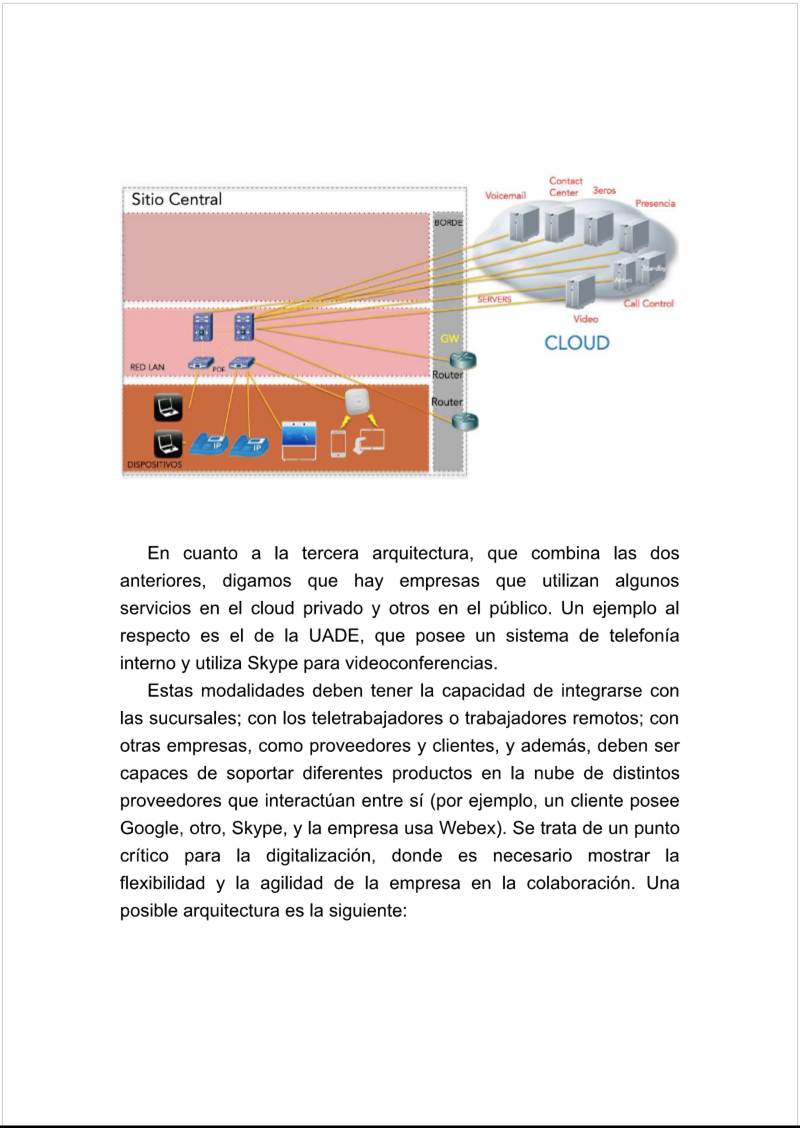 Contact
Center
Voicemail
3eros
Presencia
Sitio Central
BORDE
Standby
Activo
SERVERS
Call Control
Video
CLOUD
GW
RED LAN
POE
Router
Router
IP
IP
DISPOSITIVOS
En cuanto a la tercera arquitectura, que combina las dos
anteriores, digamos que hay empresas que utilizan algunos
servicios en el cloud privado y otros en el público. Un ejemplo al
respecto es el de la UADE, que posee un sistema de telefonía
interno y utiliza Skype para videoconferencias.
Estas modalidades deben tener la capacidad de integrarse con
las sucursales; con los teletrabajadores o trabajadores remotos; con
otras empresas, como proveedores y clientes, y además, deben ser
capaces de soportar diferentes productos en la nube de distintos
proveedores que interactúan entre sí (por ejemplo, un cliente posee
Google, otro, Skype, y la empresa usa Webex). Se trata de un punto
crítico para la digitalización, donde es necesario mostrar la
flexibilidad y la agilidad de la empresa en la colaboración. Una
posible arquitectura es la siguiente: